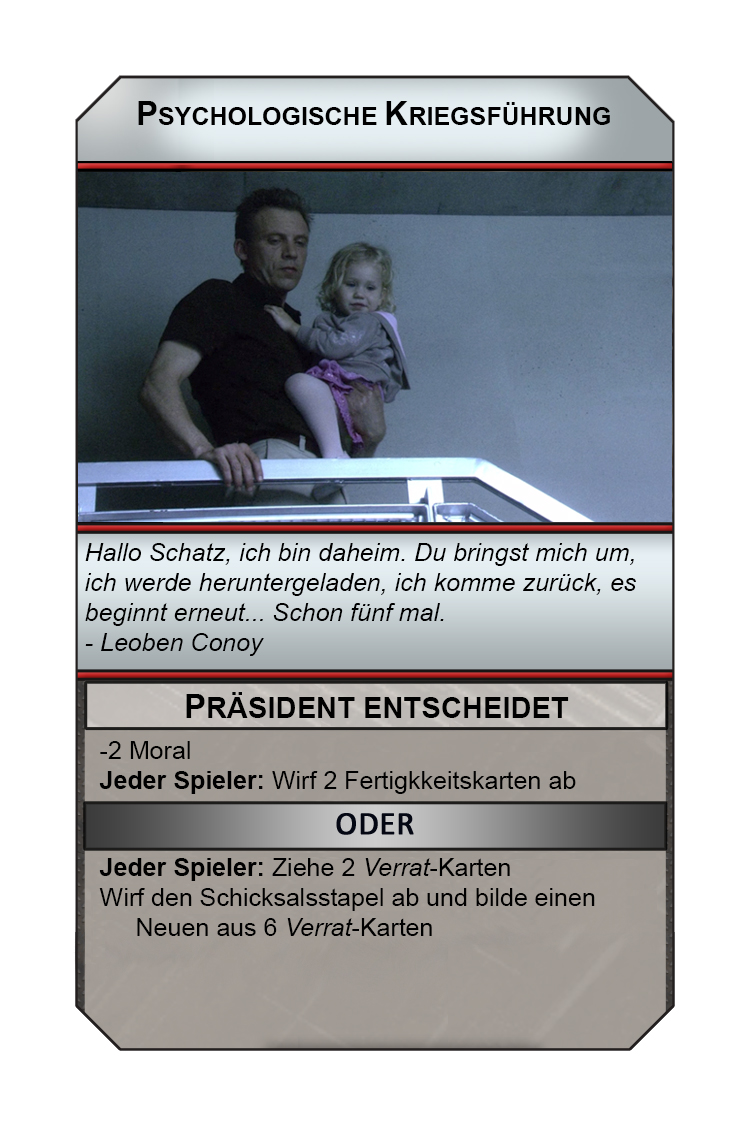 PSYCHOLOGISCHE KRIEGSFÜHRUNG
Hallo Schatz, ich bin daheim. Du bringst mich um,
ich werde heruntergeladen, ich komme zurück, es
beginnt erneut... Schon fünf mal.
- Leoben Conoy
PRÄSIDENT ENTSCHEIDET
-2 Moral
Jeder Spieler: Wirf 2 Fertigkkeitskarten ab
ODER
Jeder Spieler: Ziehe 2 Verrat-Karten
Wirf den Schicksalsstapel ab und bilde einen
Neuen aus 6 Verrat-Karten